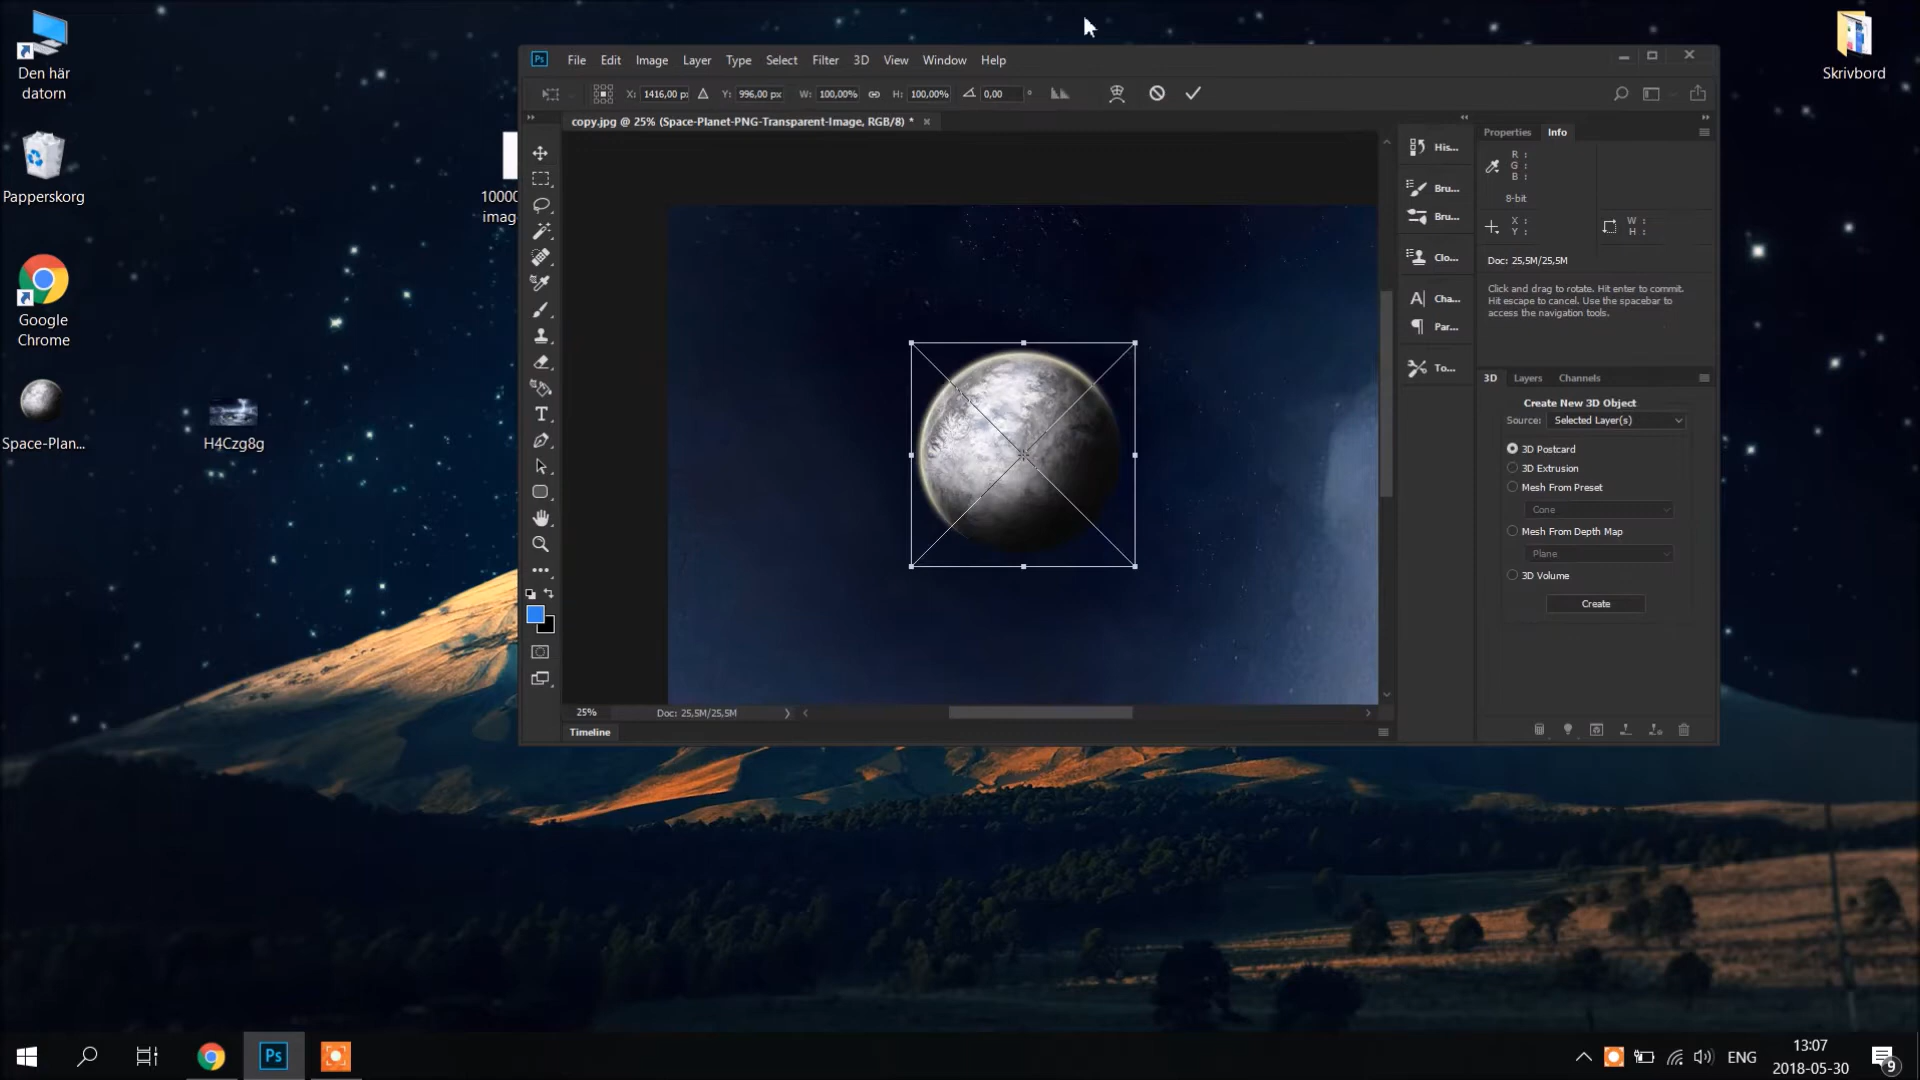 Den här
datorn
Papperskorg
Google
Chrome
Space-Plan...
H4Czg8g
10000
imag
Skrivbord
Ps
File Edit Image Layer Type Select Filter 3D View Window Help
X: 1416,00 px Y: 996,00 px W: 100,00% H: 100,00% 0,00 °
copy.jpg @ 25% (Space-Planet-PNG-Transparent-Image, RGB/8) * ×
His...
Bru...
Bru...
Clo...
Cha...
Par...
To...
Properties Info
R :
G :
B :
8-bit
X :
Y :
W :
H :
Doc: 25,5M/25,5M
Click and drag to rotate. Hit enter to commit.
Hit escape to cancel. Use the spacebar to
access the navigation tools.
3D Layers Channels
Create New 3D Object
Source: Selected Layer(s)
3D Postcard
3D Extrusion
Mesh From Preset
Cone
Mesh From Depth Map
Plane
3D Volume
Create
25% Doc: 25,5M/25,5M
Timeline
Ps
ENG
13:07
2018-05-30
9